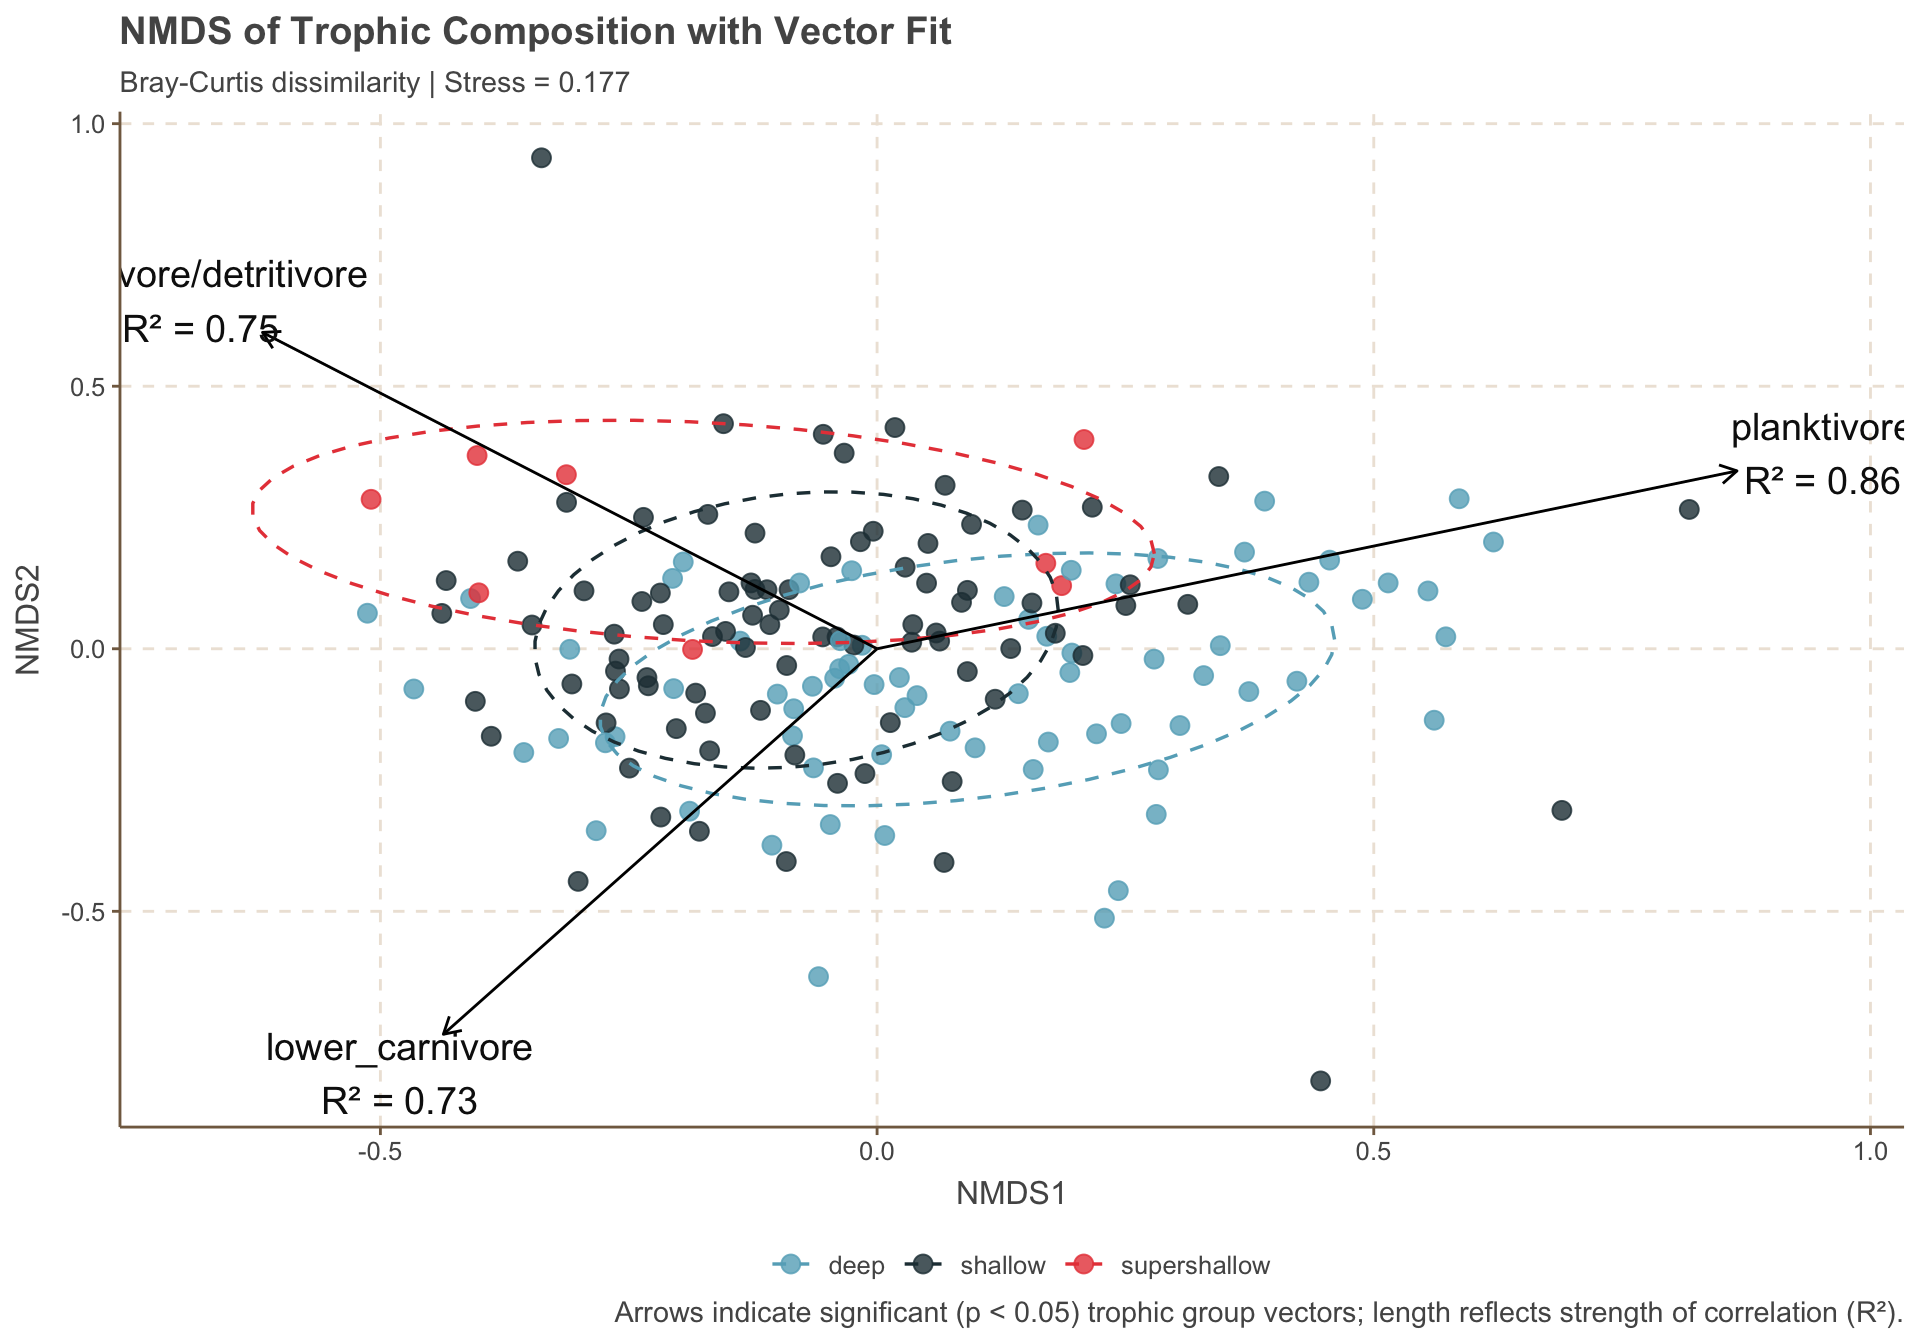 NMDS of Trophic Composition with Vector Fit
Bray-Curtis dissimilarity | Stress = 0.177
1.0
0.5
0.0
-0.5
NMDS2
vore/detritivore
R² = 0.75
planktivore
R² = 0.86
lower_carnivore
R² = 0.73
-0.5
0.0
0.5
1.0
NMDS1
deep
shallow
supershallow
Arrows indicate significant (p < 0.05) trophic group vectors; length reflects strength of correlation (R²).